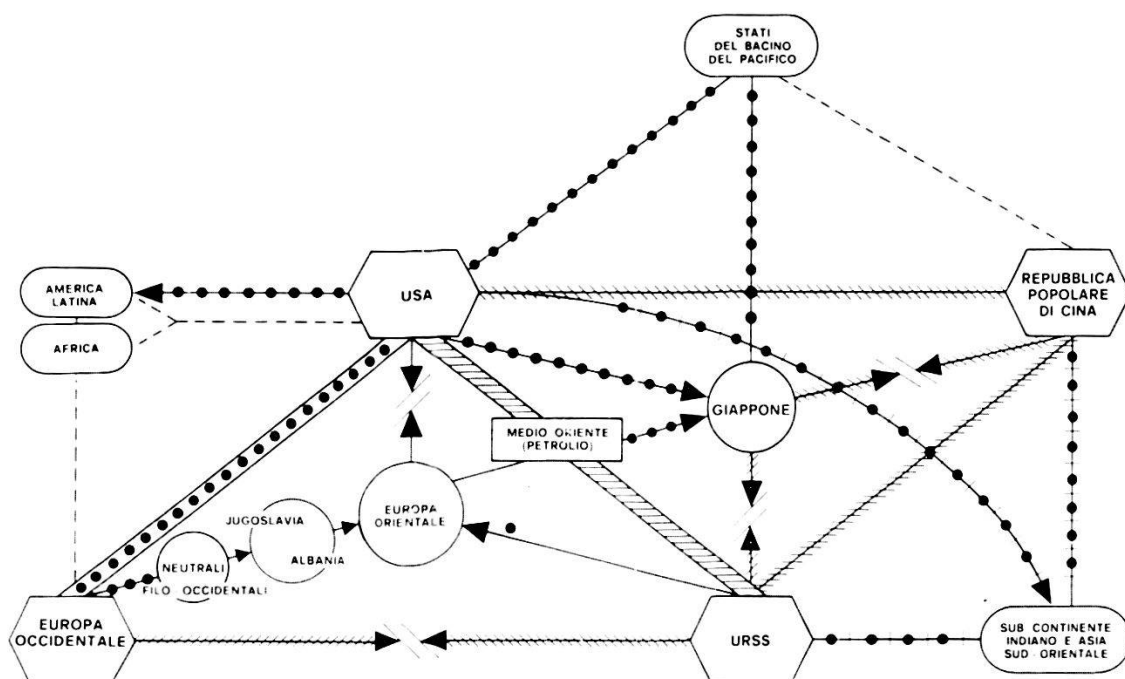 STATI
DEL BACINO
DEL PACIFICO
AMERICA
LATINA
AFRICA
USA
REPUBBLICA
POPOLARE
DI CINA
GIAPPONE
MEDIO ORIENTE
(PETROLIO)
EUROPA
ORIENTALE
JUGOSLAVIA
ALBANIA
NEUTRALI
FILO OCCIDENTALI
EUROPA
OCCIDENTALE
URSS
SUB CONTINENTE
INDIANO E ASIA
SUD-ORIENTALE